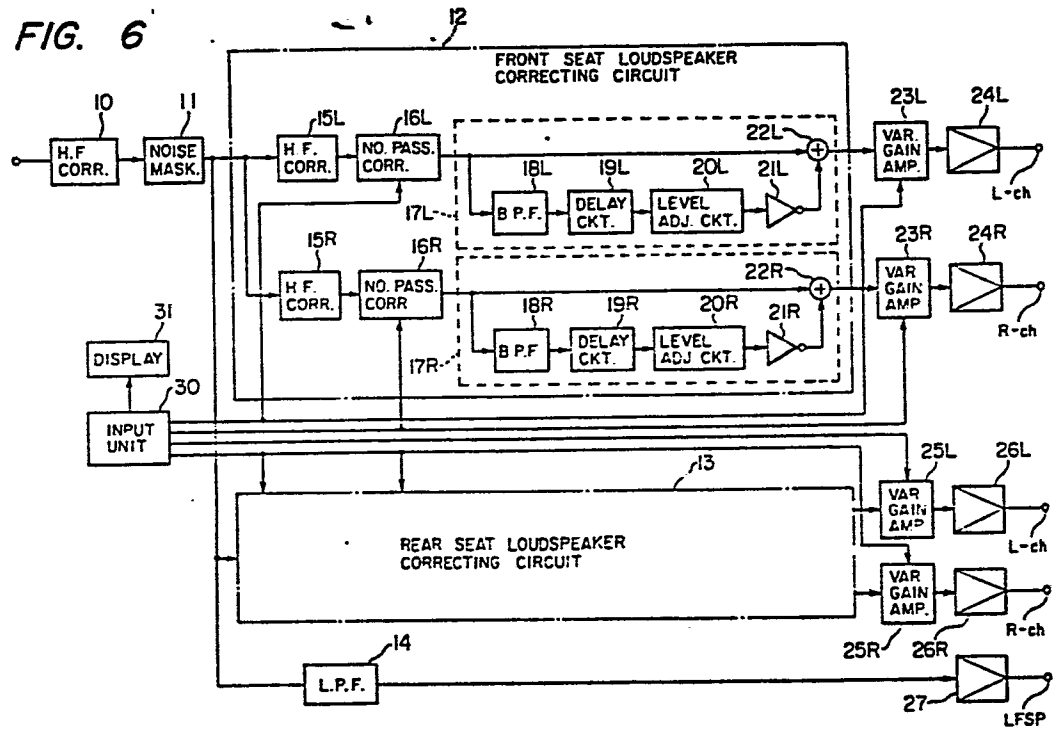 FIG. 6
12
FRONT SEAT LOUDSPEAKER
CORRECTING CIRCUIT
10
H.F
CORR.
11
NOISE
MASK.
15L
H.F.
CORR.
16L
NO. PASS.
CORR.
17L
18L
B P.F.
19L
DELAY
CKT.
20L
LEVEL
ADJ. CKT.
21L
22L
23L
VAR.
GAIN
AMP.
24L
L-ch
15R
H F.
CORR.
16R
NO. PASS.
CORR
17R
18R
B P.F
19R
DELAY
CKT.
20R
LEVEL
ADJ CKT.
21R
22R
23R
VAR
GAIN
AMP
24R
R-ch
31
DISPLAY
30
INPUT
UNIT
13
REAR SEAT LOUDSPEAKER
CORRECTING CIRCUIT
25L
VAR
GAIN
AMP
26L
L-ch
VAR
GAIN
AMP.
25R
26R
R-ch
14
L.P.F.
27
LFSP